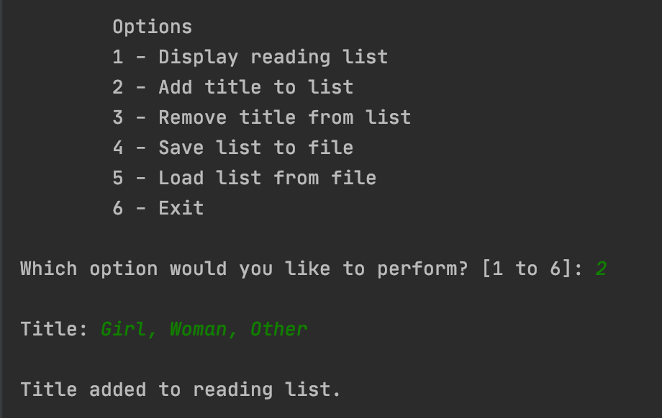 Options
1 - Display reading list
2 - Add title to list
3 - Remove title from list
4 - Save list to file
5 - Load list from file
6 - Exit
Which option would you like to perform? [1 to 6]: 2
Title: Girl, Woman, Other
Title added to reading list.